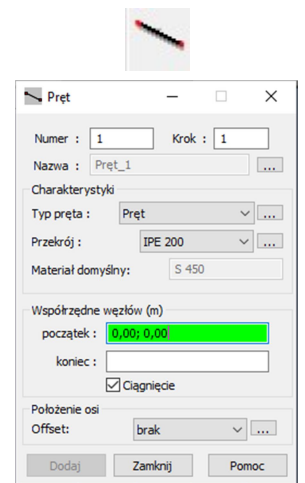 Pręt
Numer : 1 Krok : 1
Nazwa : Pręt_1 ...
Charakterystyki
Typ pręta : Pręt ...
Przekrój : IPE 200 ...
Materiał domyślny: S 450
Współrzędne węzłów (m)
początek : 0,00; 0,00
koniec :
Ciągnięcie
Położenie osi
Offset: brak ...
Dodaj Zamknij Pomoc